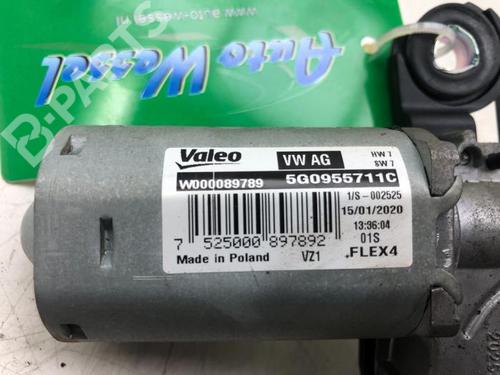 www.auto-wessel.nl
Auto Wessel
B-PARTS
Valeo
VW AG
HW 7
SW 7
W000089789
5G0955711C
1/S-002525
15/01/2020
13:96:04
01S
7 525000 897892
Made in Poland
VZ1
.FLEX4